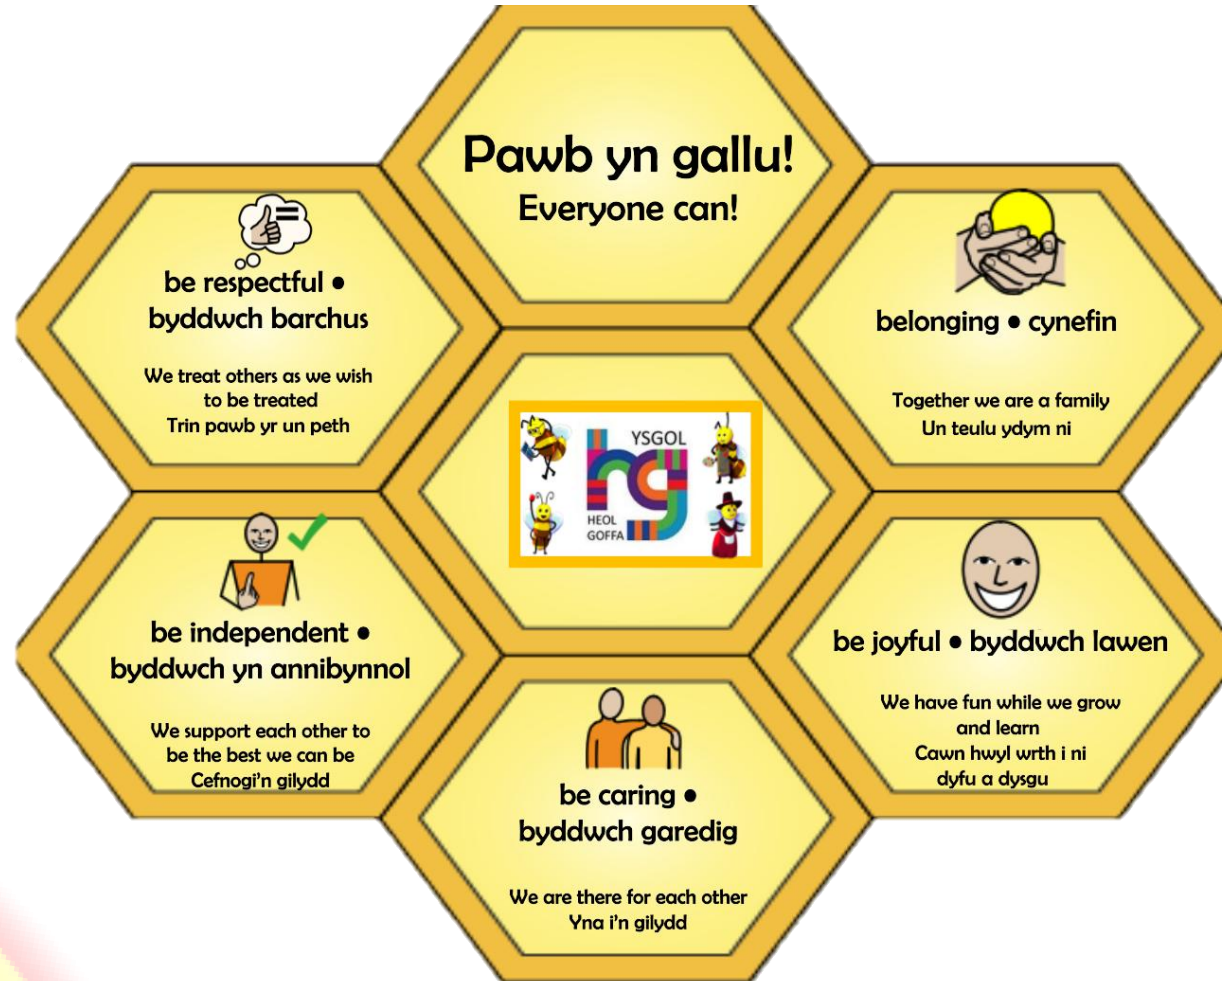 Pawb yn gallu!
Everyone can!
be respectful •
byddwch barchus
We treat others as we wish
to be treated
Trin pawb yr un peth
belonging • cynefin
Together we are a family
Un teulu ydym ni
YSGOL
hg
HEOL
GOFFA
be independent •
byddwch yn annibynnol
We support each other to
be the best we can be
Cefnogi'n gilydd
be joyful • byddwch lawen
We have fun while we grow
and learn
Cawn hwyl wrth i ni
dyfu a dysgu
be caring •
byddwch garedig
We are there for each other
Yna i'n gilydd